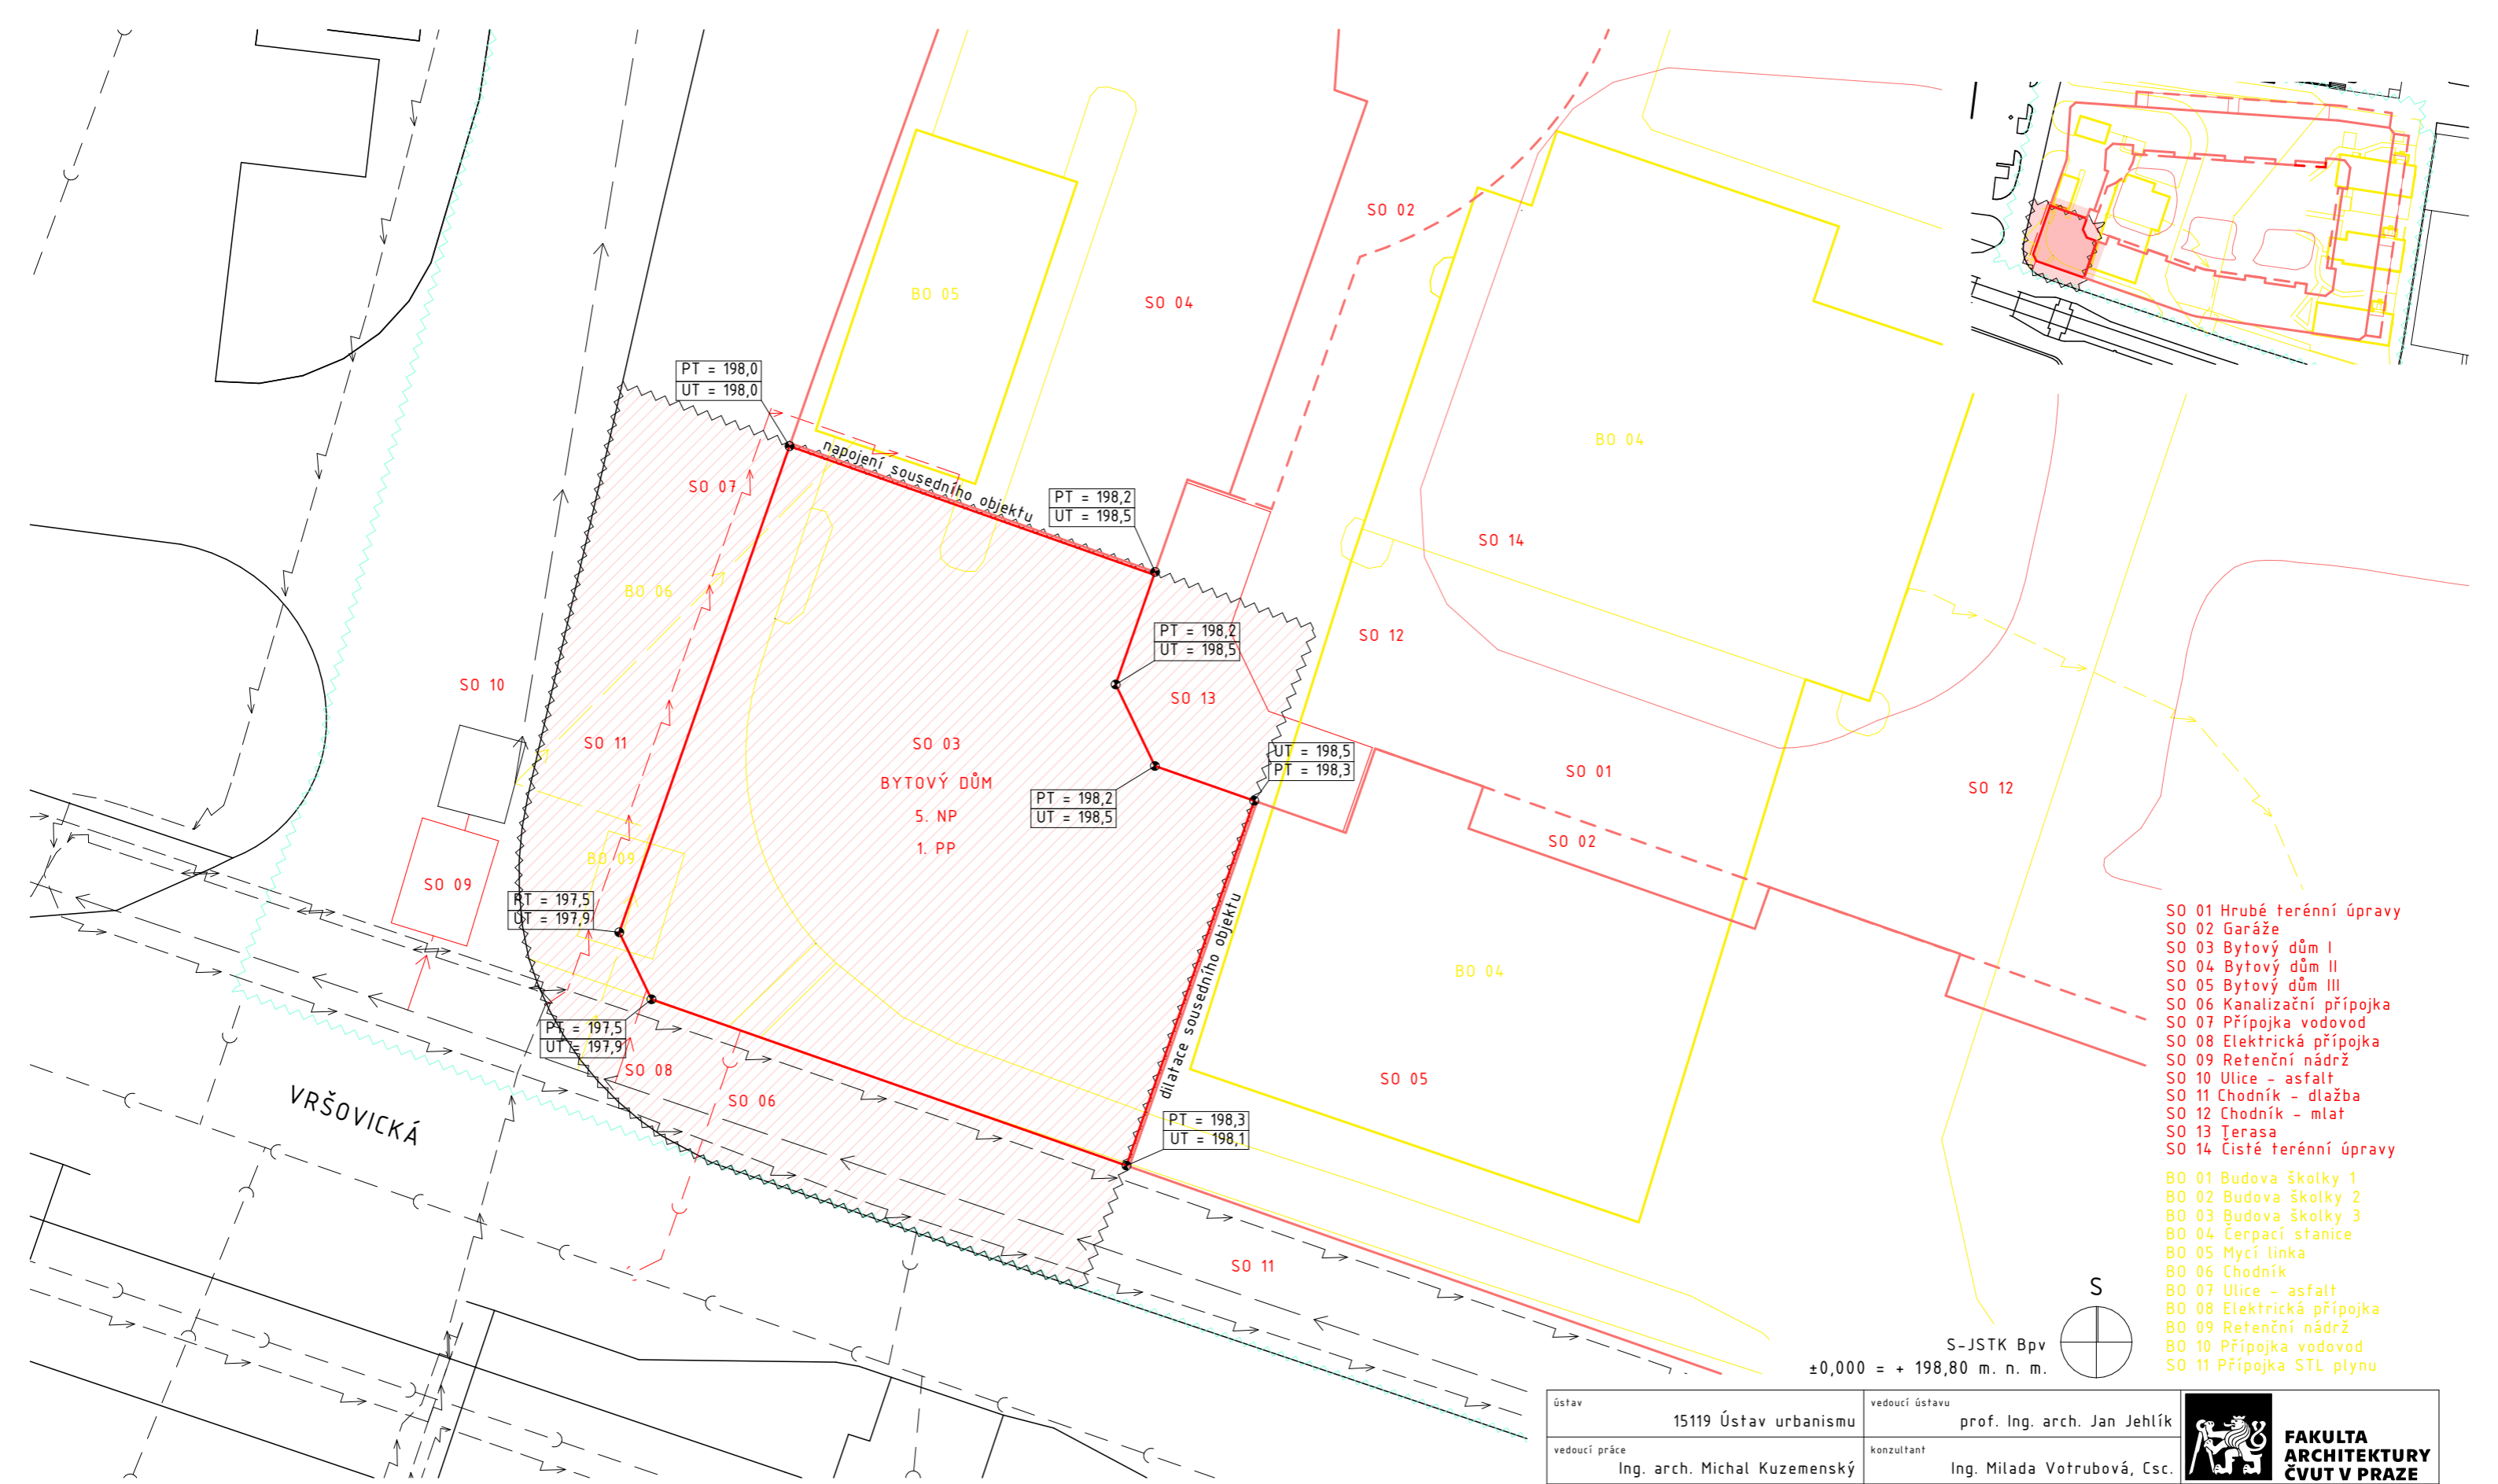 SO 02
BO 05
SO 04
PT = 198,0
UT = 198,0
BO 04
napojení sousedního objektu
SO 07
PT = 198,2
UT = 198,5
SO 14
BO 06
PT = 198,2
UT = 198,5
SO 12
SO 10
SO 13
SO 11
SO 03
BYTOVÝ DŮM
5. NP
1. PP
UT = 198,5
PT = 198,3
SO 01
SO 12
PT = 198,2
UT = 198,5
SO 02
BO 09
SO 09
PT = 197,5
UT = 197,9
dilatace sousedního objektu
BO 04
PT = 197,5
UT = 197,9
SO 08
SO 05
SO 06
VRŠOVICKÁ
PT = 198,3
UT = 198,1
SO 11
SO 01 Hrubé terénní úpravy
SO 02 Garáže
SO 03 Bytový dům I
SO 04 Bytový dům II
SO 05 Bytový dům III
SO 06 Kanalizační přípojka
SO 07 Přípojka vodovod
SO 08 Elektrická přípojka
SO 09 Retenční nádrž
SO 10 Ulice - asfalt
SO 11 Chodník - dlažba
SO 12 Chodník - mlat
SO 13 Terasa
SO 14 Čisté terénní úpravy
BO 01 Budova školky 1
BO 02 Budova školky 2
BO 03 Budova školky 3
BO 04 Čerpací stanice
BO 05 Mycí linka
BO 06 Chodník
BO 07 Ulice - asfalt
BO 08 Elektrická přípojka
BO 09 Retenční nádrž
BO 10 Přípojka vodovod
SO 11 Přípojka STL plynu
S
S-JSTK Bpv
±0,000 = + 198,80 m. n. m.
ústav
15119 Ústav urbanismu
vedoucí ústavu
prof. Ing. arch. Jan Jehlík
vedoucí práce
Ing. arch. Michal Kuzemenský
konzultant
Ing. Milada Votrubová, Csc.
FAKULTA
ARCHITEKTURY
ČVUT V PRAZE